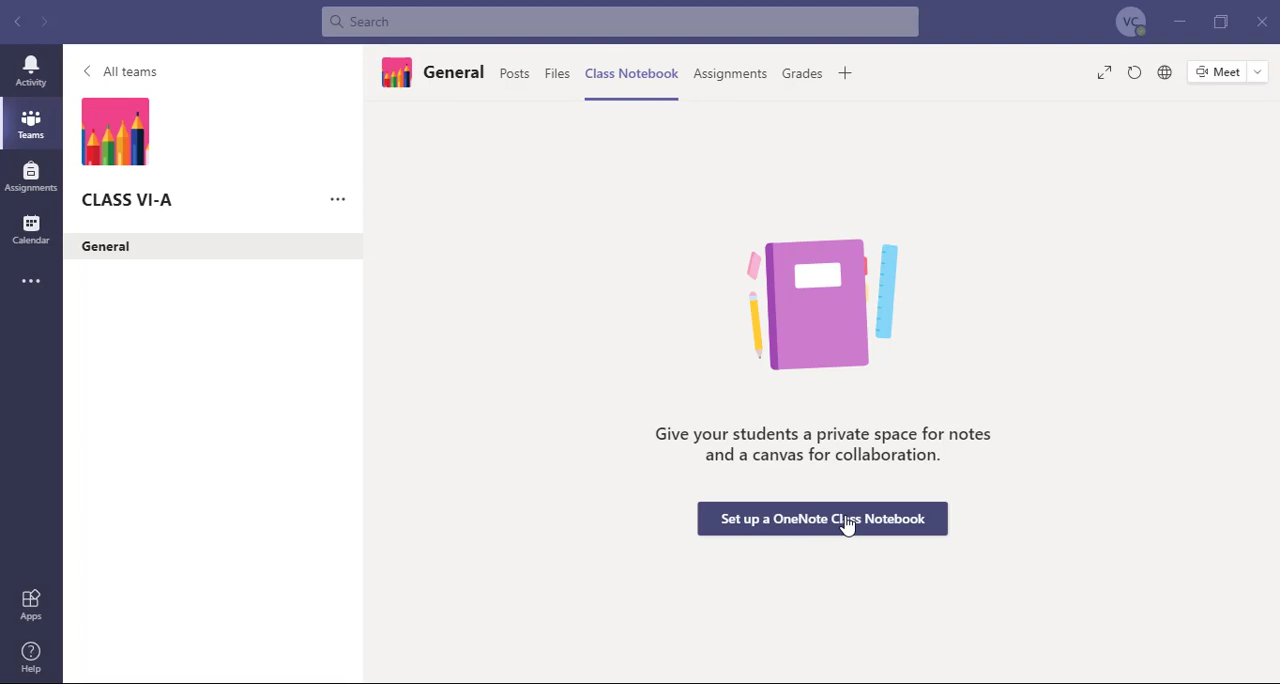 Search
VC
Activity
Teams
Assignments
Calendar
Apps
Help
All teams
CLASS VI-A
General
General
Posts
Files
Class Notebook
Assignments
Grades
Meet
Give your students a private space for notes
and a canvas for collaboration.
Set up a OneNote Class Notebook